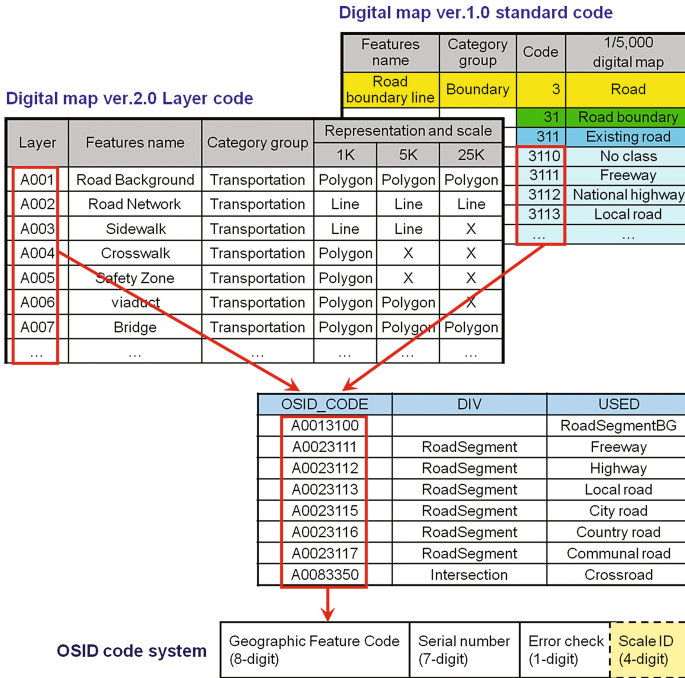 Digital map ver.1.0 standard code
Features name Category group Code 1/5,000 digital map
Road boundary line Boundary 3 Road
31 Road boundary
311 Existing road
3110 No class
3111 Freeway
3112 National highway
3113 Local road
... ...
Digital map ver.2.0 Layer code
Layer Features name Category group Representation and scale
1K 5K 25K
A001 Road Background Transportation Polygon Polygon Polygon
A002 Road Network Transportation Line Line Line
A003 Sidewalk Transportation Line Line X
A004 Crosswalk Transportation Polygon X X
A005 Safety Zone Transportation Polygon X X
A006 viaduct Transportation Polygon Polygon X
A007 Bridge Transportation Polygon Polygon Polygon
... ... ... ... ... ...
OSID_CODE DIV USED
A0013100 RoadSegmentBG
A0023111 RoadSegment Freeway
A0023112 RoadSegment Highway
A0023113 RoadSegment Local road
A0023115 RoadSegment City road
A0023116 RoadSegment Country road
A0023117 RoadSegment Communal road
A0083350 Intersection Crossroad
OSID code system
Geographic Feature Code (8-digit)
Serial number (7-digit)
Error check (1-digit)
Scale ID (4-digit)